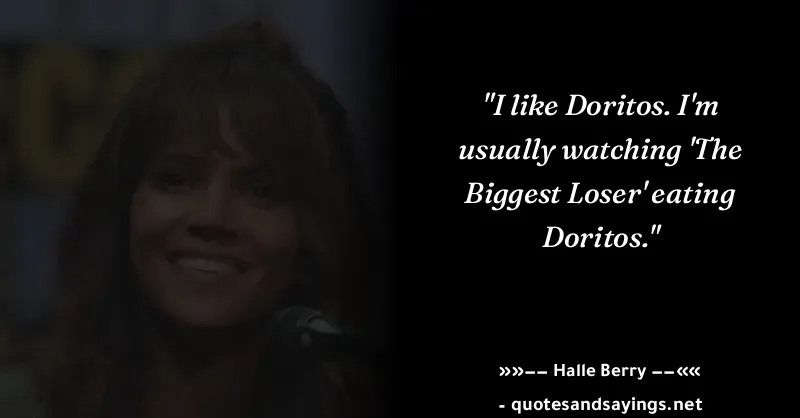 "I like Doritos. I'm
usually watching 'The
Biggest Loser' eating
Doritos."
»»–– Halle Berry ––««
- quotesandsayings.net